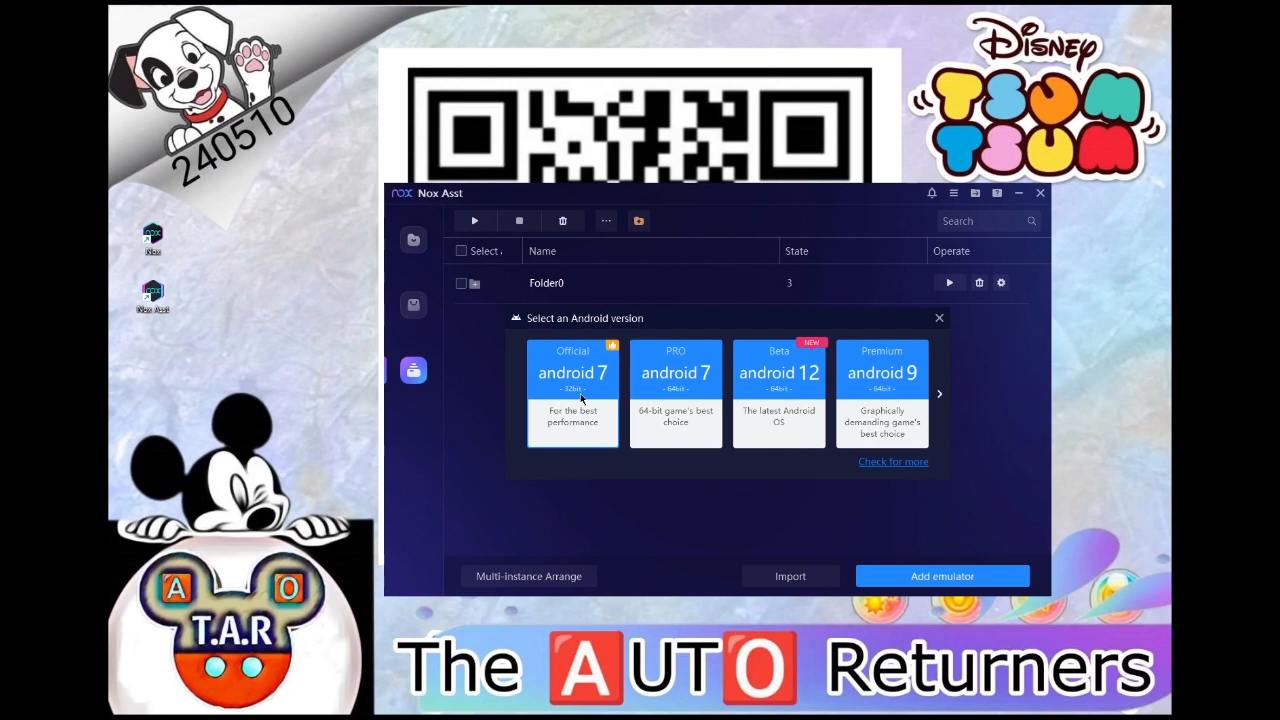 240510
Disney
TSUM
TSUM
Nox
Nox Asst
nox Nox Asst
Search
Select
Name
State
Operate
Folder0
3
Select an Android version
Official
android 7
- 32bit -
For the best
performance
PRO
android 7
- 64bit -
64-bit game's best
choice
NEW
Beta
android 12
- 64bit -
The latest Android
OS
Premium
android 9
- 64bit -
Graphically
demanding game's
best choice
Check for more
Multi-instance Arrange
Import
Add emulator
A O
T.A.R
The AUTO Returners